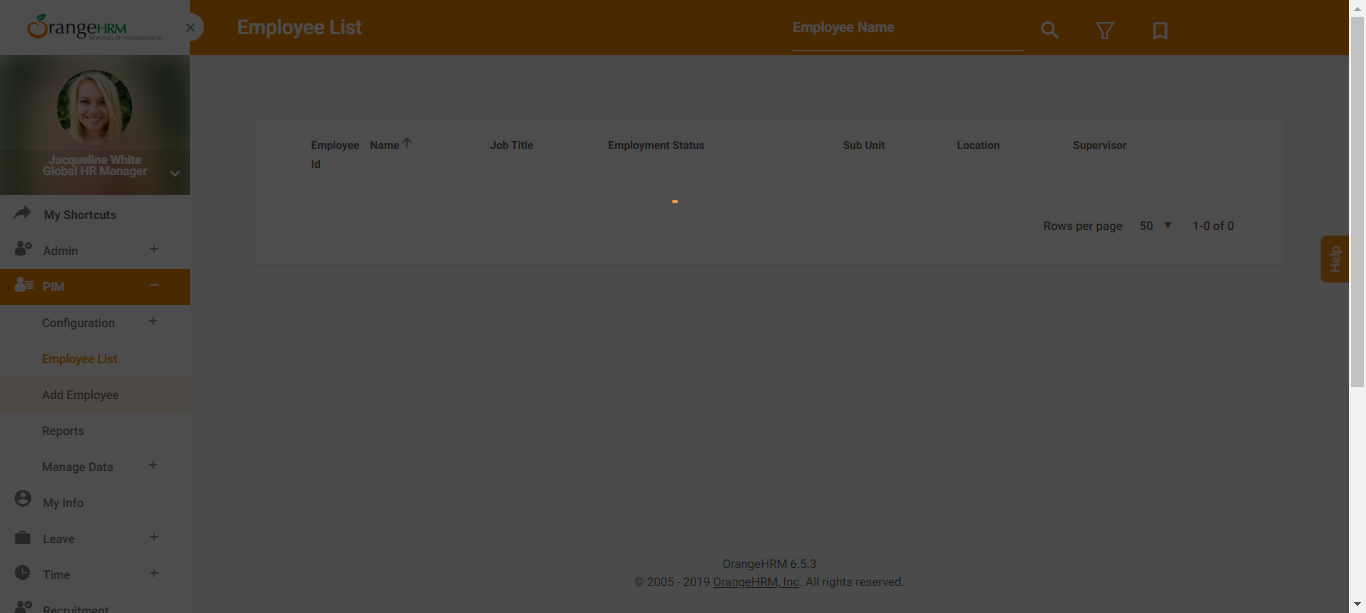 OrangeHRM
Employee List
Employee Name
Jacqueline White
Global HR Manager
Employee Id
Name
Job Title
Employment Status
Sub Unit
Location
Supervisor
Rows per page 50 1-0 of 0
Help
My Shortcuts
Admin
PIM
Configuration
Employee List
Add Employee
Reports
Manage Data
My Info
Leave
Time
Recruitment
OrangeHRM 6.5.3
© 2005 - 2019 OrangeHRM, Inc. All rights reserved.